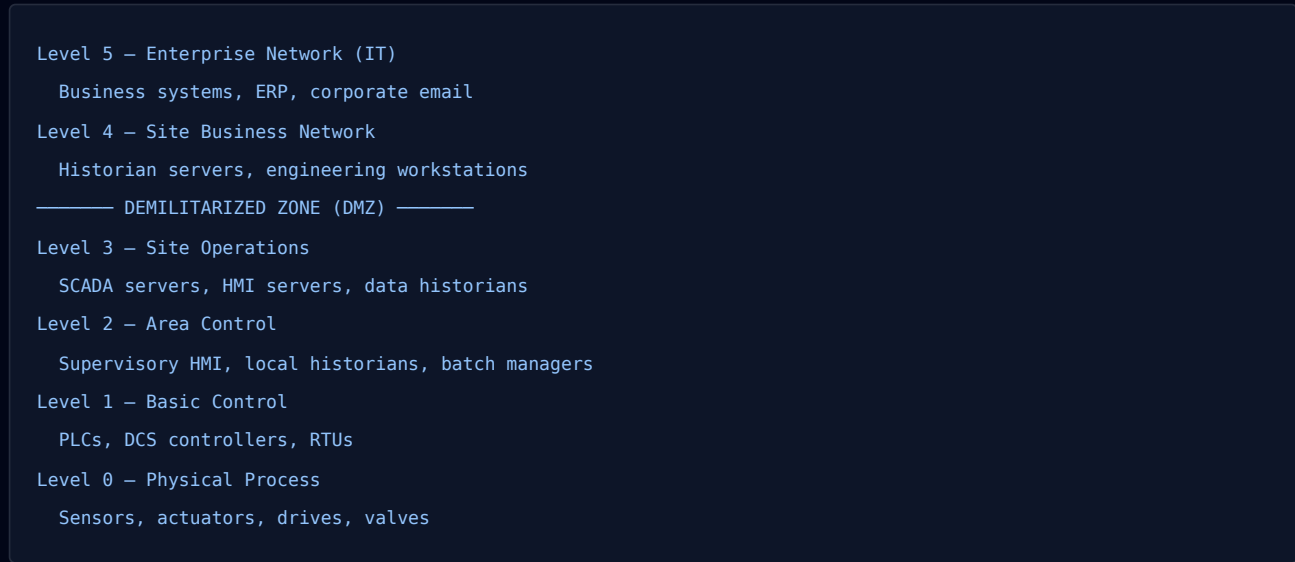 Level 5 — Enterprise Network (IT)
Business systems, ERP, corporate email
Level 4 — Site Business Network
Historian servers, engineering workstations
─────── DEMILITARIZED ZONE (DMZ) ───────
Level 3 — Site Operations
SCADA servers, HMI servers, data historians
Level 2 — Area Control
Supervisory HMI, local historians, batch managers
Level 1 — Basic Control
PLCs, DCS controllers, RTUs
Level 0 — Physical Process
Sensors, actuators, drives, valves